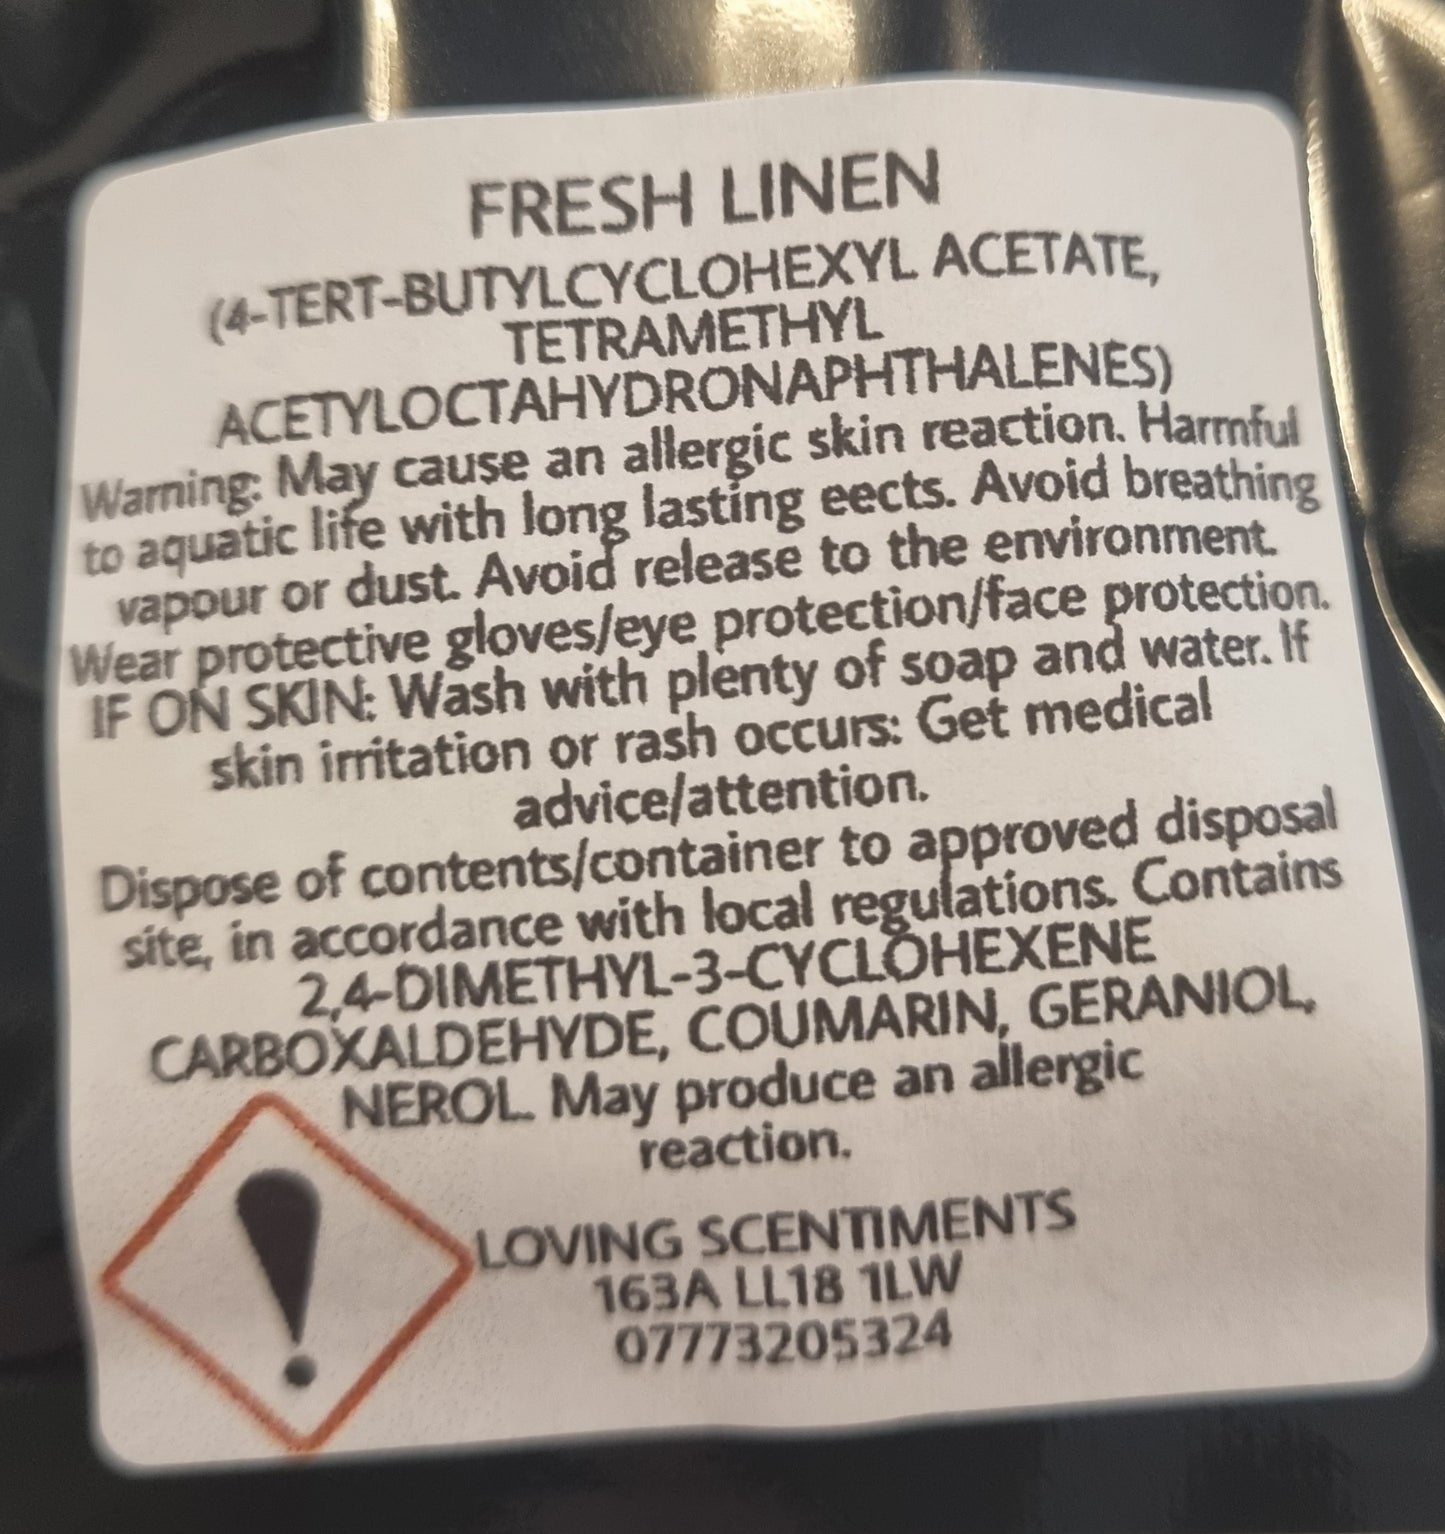 FRESH LINEN
(4-TERT-BUTYLCYCLOHEXYL ACETATE,
TETRAMETHYL
ACETYLOCTAHYDRONAPHTHALENES)
Warning: May cause an allergic skin reaction. Harmful
to aquatic life with long lasting eects. Avoid breathing
vapour or dust. Avoid release to the environment.
Wear protective gloves/eye protection/face protection.
IF ON SKIN: Wash with plenty of soap and water. If
skin irritation or rash occurs: Get medical
advice/attention.
Dispose of contents/container to approved disposal
site, in accordance with local regulations. Contains
2,4-DIMETHYL-3-CYCLOHEXENE
CARBOXALDEHYDE, COUMARIN, GERANIOL,
NEROL. May produce an allergic
reaction.
LOVING SCENTIMENTS
163A LL18 1LW
07773205324